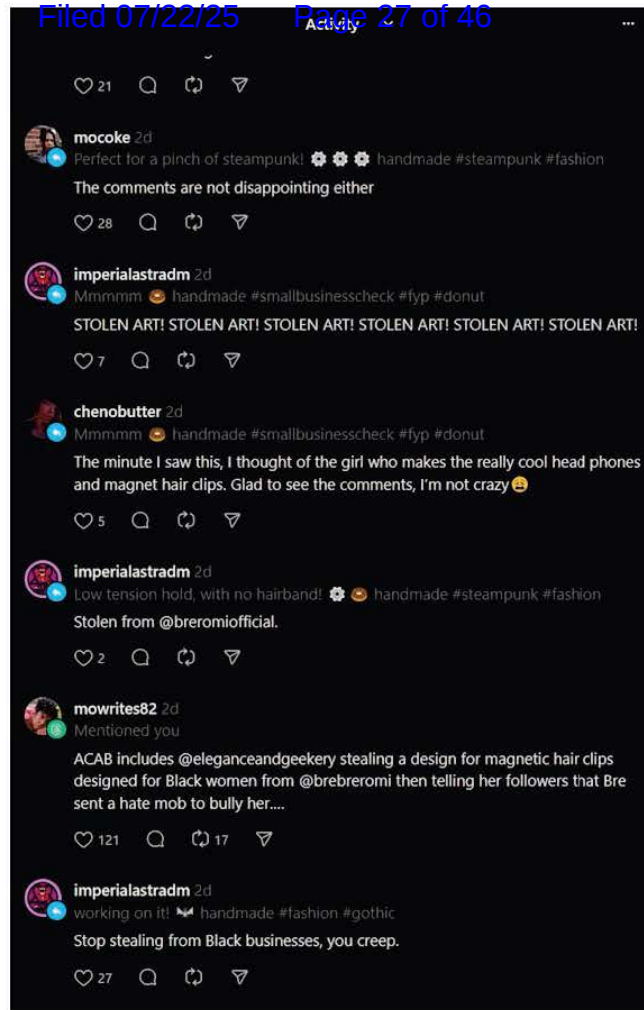 Filed 07/22/25 Page 27 of 46
Activity
21
mocoke 2d
Perfect for a pinch of steampunk! ⚙️ ⚙️ ⚙️ handmade #steampunk #fashion
The comments are not disappointing either
28
imperialastradm 2d
Mmmmm 🍩 handmade #smallbusinesscheck #fyp #donut
STOLEN ART! STOLEN ART! STOLEN ART! STOLEN ART! STOLEN ART! STOLEN ART!
7
chenobutter 2d
Mmmmm 🍩 handmade #smallbusinesscheck #fyp #donut
The minute I saw this, I thought of the girl who makes the really cool head phones
and magnet hair clips. Glad to see the comments, I'm not crazy😩
5
imperialastradm 2d
Low tension hold, with no hairband! ⚙️ 🍩 handmade #steampunk #fashion
Stolen from @breromiofficial.
2
mowrites82 2d
Mentioned you
ACAB includes @eleganceandgeekery stealing a design for magnetic hair clips
designed for Black women from @brebreromi then telling her followers that Bre
sent a hate mob to bully her....
121 17
imperialastradm 2d
working on it! 🦇 handmade #fashion #gothic
Stop stealing from Black businesses, you creep.
27